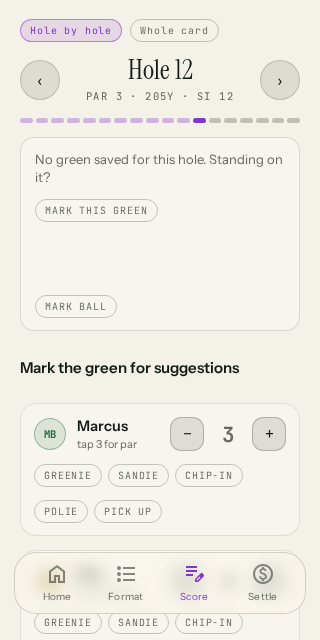 Hole by hole Whole card
‹ Hole 12 ›
PAR 3 · 205Y · SI 12
No green saved for this hole. Standing on
it?
MARK THIS GREEN
MARK BALL
Mark the green for suggestions
MB Marcus − 3 +
tap 3 for par
GREENIE SANDIE CHIP-IN
POLIE PICK UP
Home Format Score Settle
GREENIE SANDIE CHIP-IN